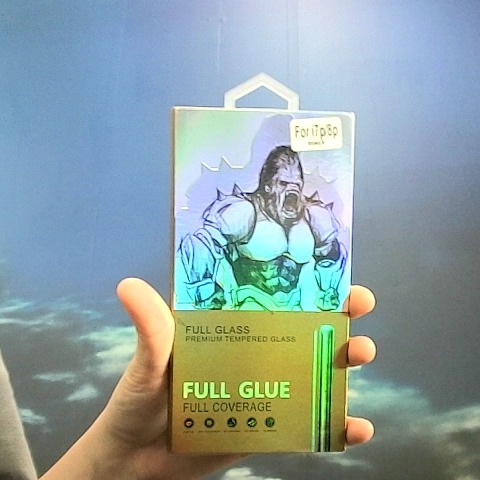 For i7p/8p
FULL GLASS
PREMIUM TEMPERED GLASS
FULL GLUE
FULL COVERAGE